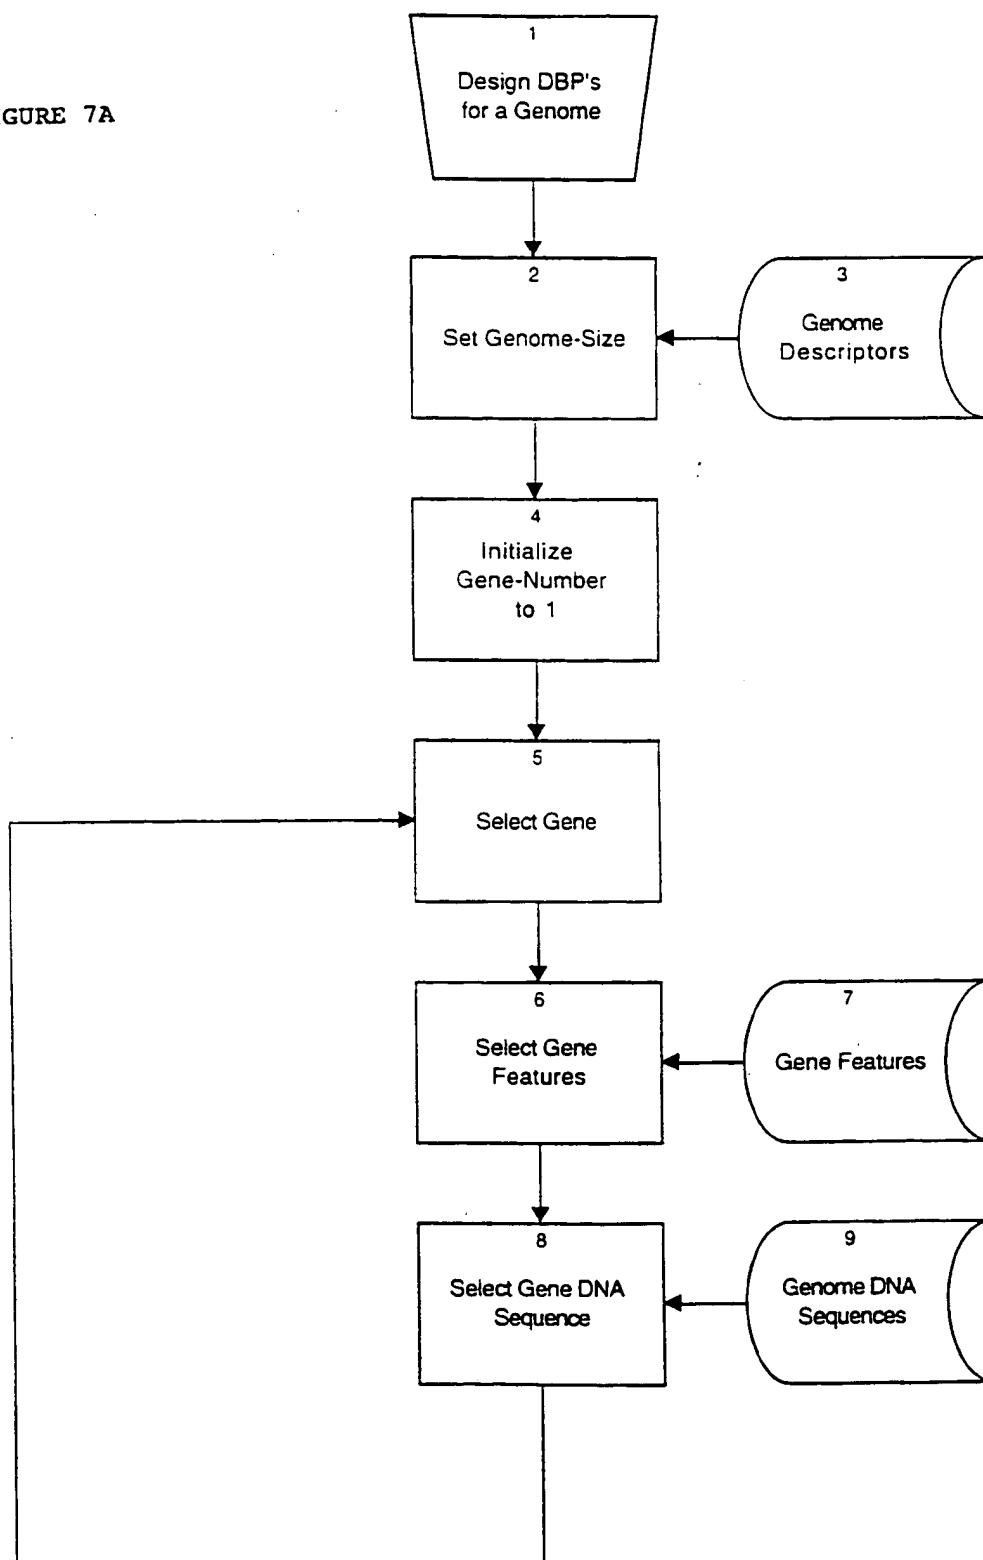 GURE 7A
1
Design DBP's
for a Genome
2
Set Genome-Size
3
Genome
Descriptors
4
Initialize
Gene-Number
to 1
5
Select Gene
6
Select Gene
Features
7
Gene Features
8
Select Gene DNA
Sequence
9
Genome DNA
Sequences